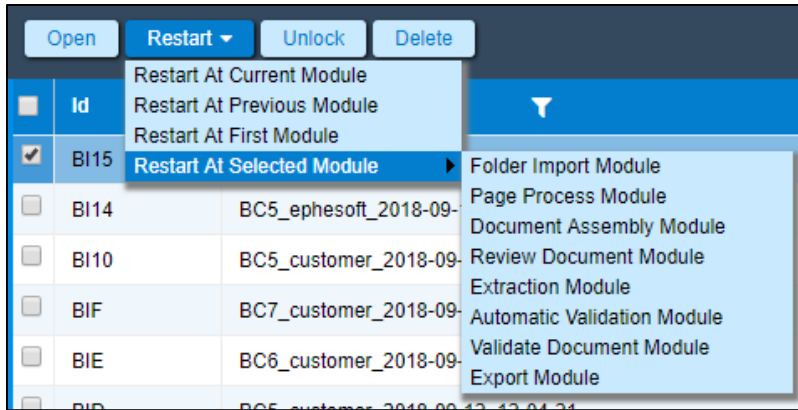 Open Restart Unlock Delete
Restart At Current Module
Id Restart At Previous Module
Restart At First Module
BI15 Restart At Selected Module Folder Import Module
Page Process Module
BI14 BC5_ephesoft_2018-09- Document Assembly Module
Review Document Module
BI10 BC5_customer_2018-09- Extraction Module
BIF BC7_customer_2018-09- Automatic Validation Module
Validate Document Module
BIE BC6_customer_2018-09- Export Module